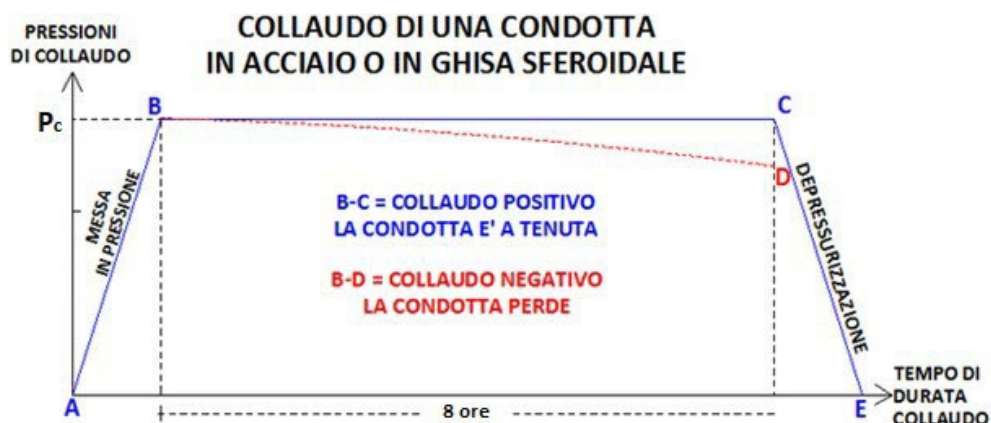 PRESSIONI
DI COLLAUDO
COLLAUDO DI UNA CONDOTTA
IN ACCIAIO O IN GHISA SFEROIDALE
B
C
Pc
D
MESSA
IN PRESSIONE
DEPRESSURIZZAZIONE
B-C = COLLAUDO POSITIVO
LA CONDOTTA E' A TENUTA
B-D = COLLAUDO NEGATIVO
LA CONDOTTA PERDE
A
8 ore
E
TEMPO DI
DURATA
COLLAUDO